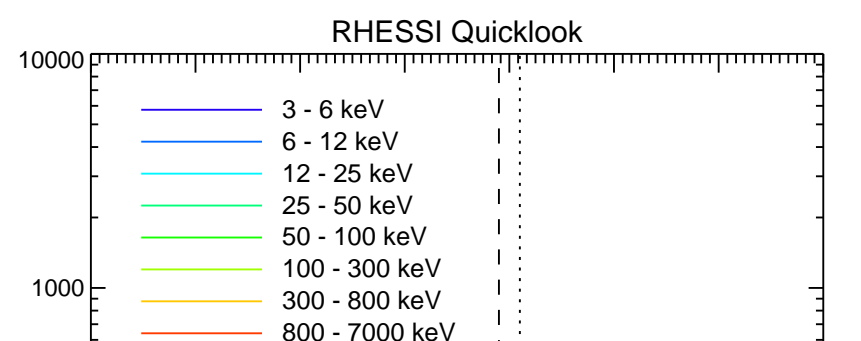 RHESSI Quicklook
10000
3 - 6 keV
6 - 12 keV
12 - 25 keV
25 - 50 keV
50 - 100 keV
100 - 300 keV
1000
300 - 800 keV
800 - 7000 keV